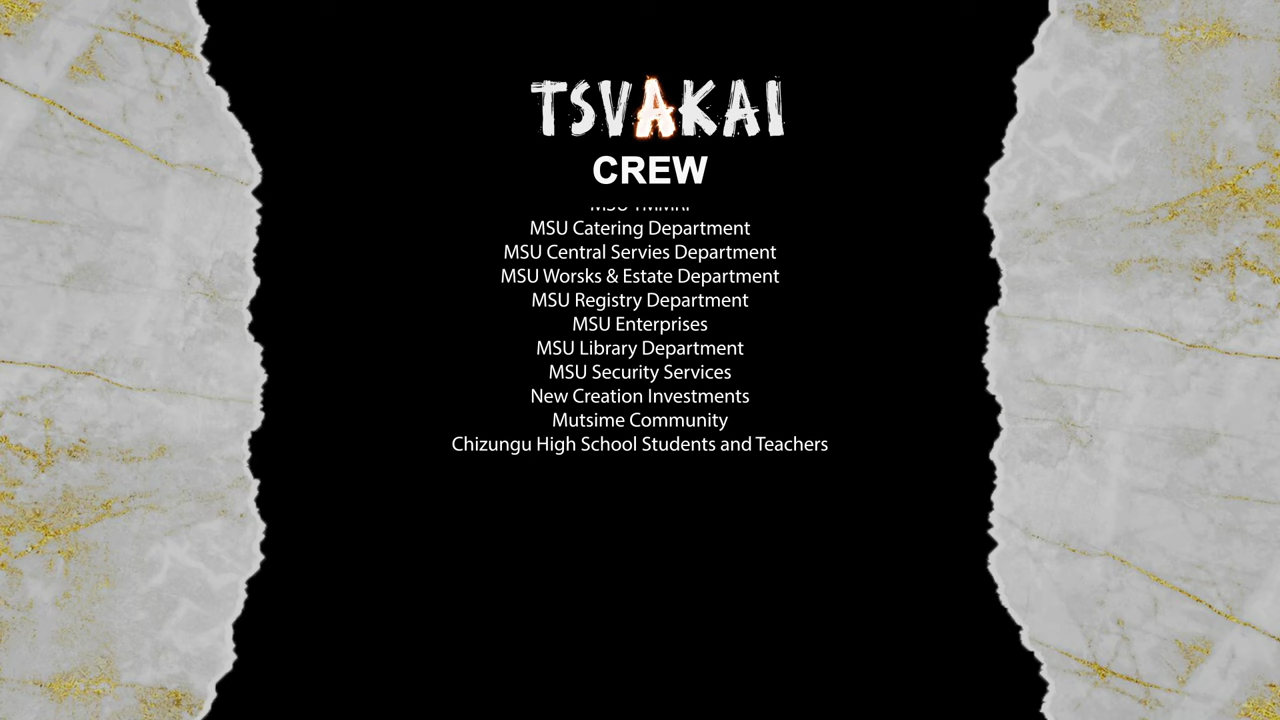 TSVAKAI
CREW
MSU
MSU Catering Department
MSU Central Servies Department
MSU Worsks & Estate Department
MSU Registry Department
MSU Enterprises
MSU Library Department
MSU Security Services
New Creation Investments
Mutsime Community
Chizungu High School Students and Teachers